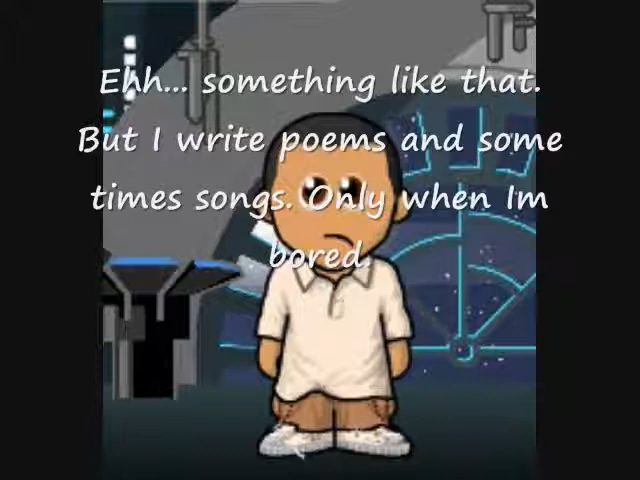 Ehh... something like that.
But I write poems and some
times songs. Only when Im
bored.